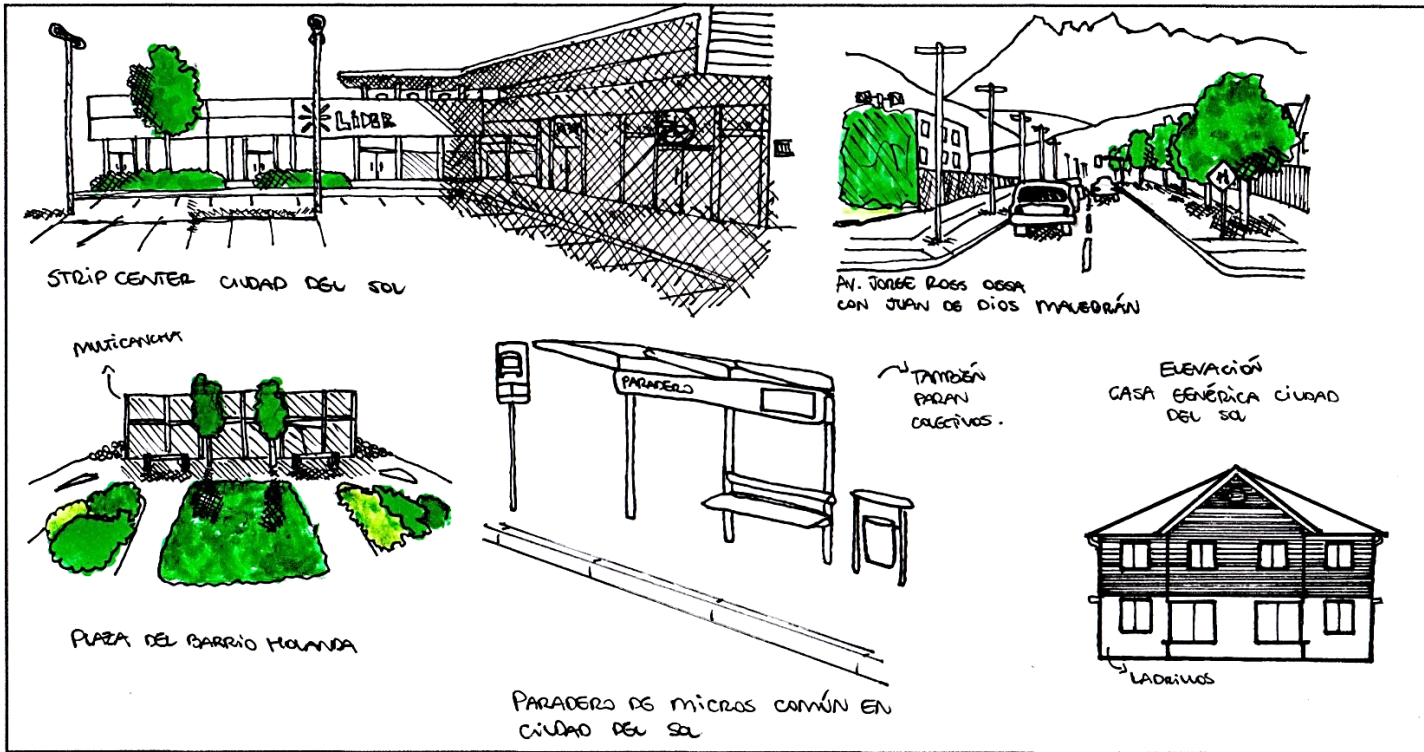 LIDER
STRIP CENTER CIUDAD DEL SOL
AV. JORGE ROSS OSSA
CON JUAN DE DIOS MALEBRÁN
MULTICANCHA
PLAZA DEL BARRIO HOLANDA
PARADERO
TAMBIÉN
PARAN
COLECTIVOS.
PARADERO DE MICROS COMÚN EN
CIUDAD DEL SOL
ELEVACIÓN
CASA GENÉRICA CIUDAD
DEL SOL
LADRILLOS